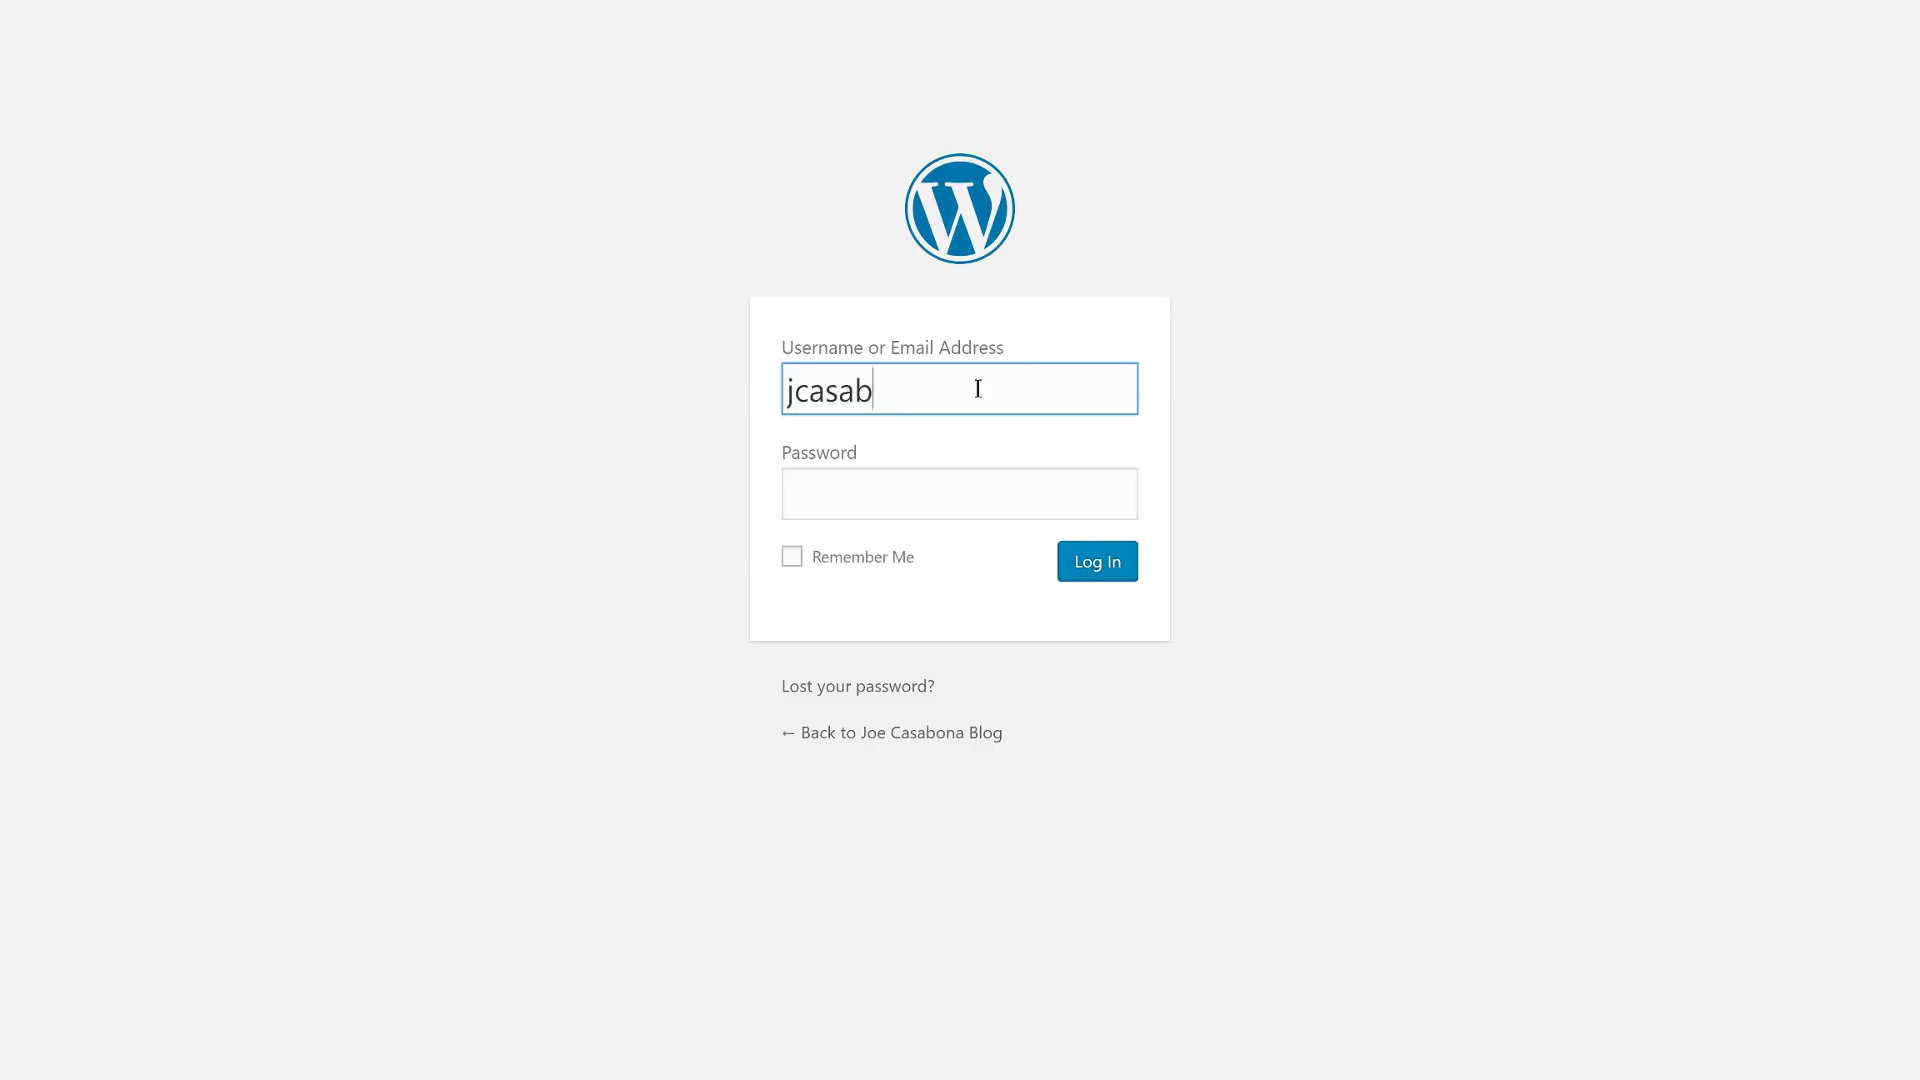 Username or Email Address
jcasab
Password
Remember Me
Log In
Lost your password?
← Back to Joe Casabona Blog